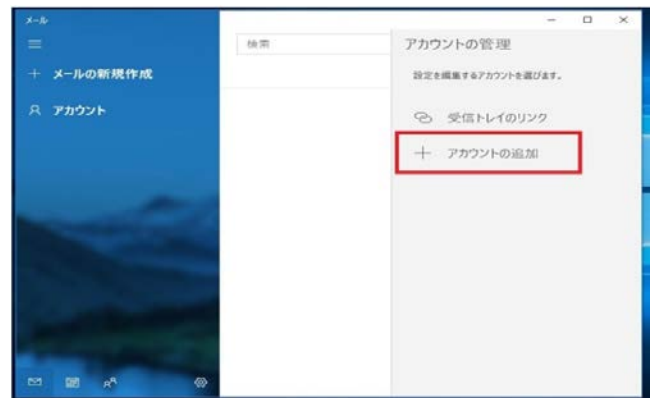 メール
検索
＋ メールの新規作成
アカウント
アカウントの管理
設定を編集するアカウントを選びます。
受信トレイのリンク
＋ アカウントの追加